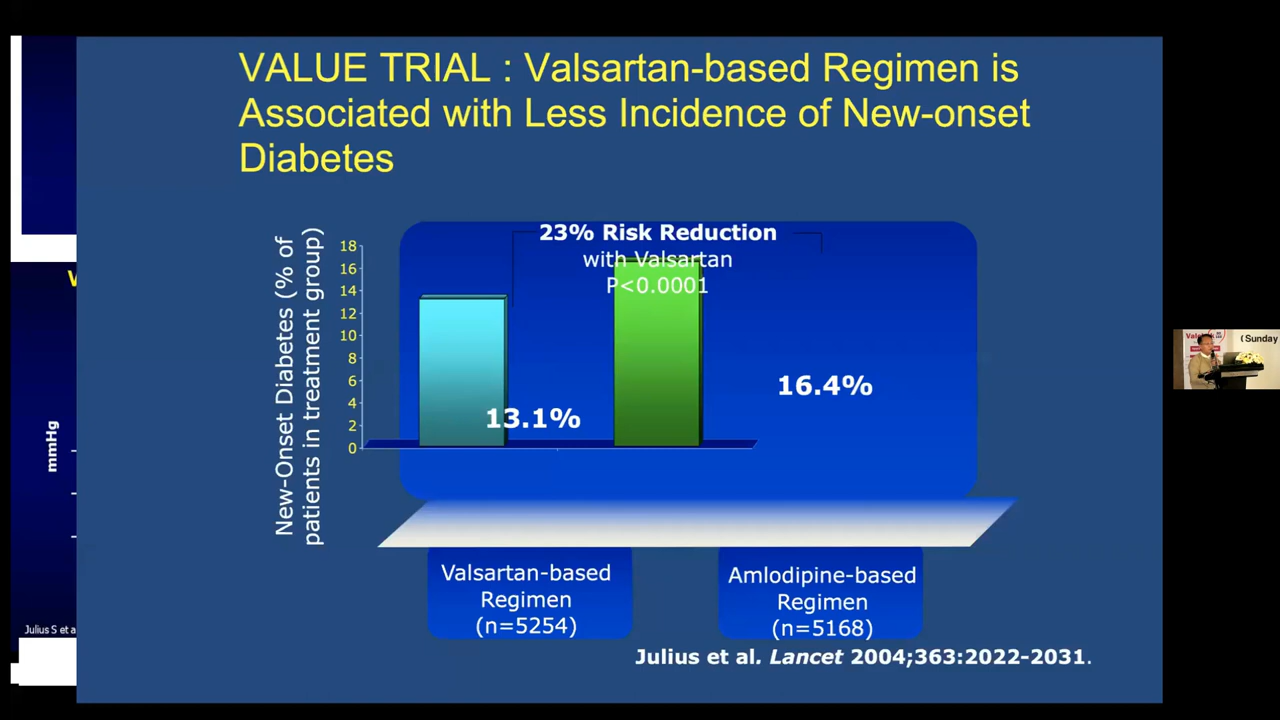 VALUE TRIAL : Valsartan-based Regimen is
Associated with Less Incidence of New-onset
Diabetes
23% Risk Reduction
with Valsartan
P<0.0001
New-Onset Diabetes (% of
patients in treatment group)
18
16
14
12
10
8
6
4
2
0
13.1%
16.4%
Valsartan-based
Regimen
(n=5254)
Amlodipine-based
Regimen
(n=5168)
Julius et al. Lancet 2004;363:2022-2031.
V
mmHg
Julius S et a
Sunday